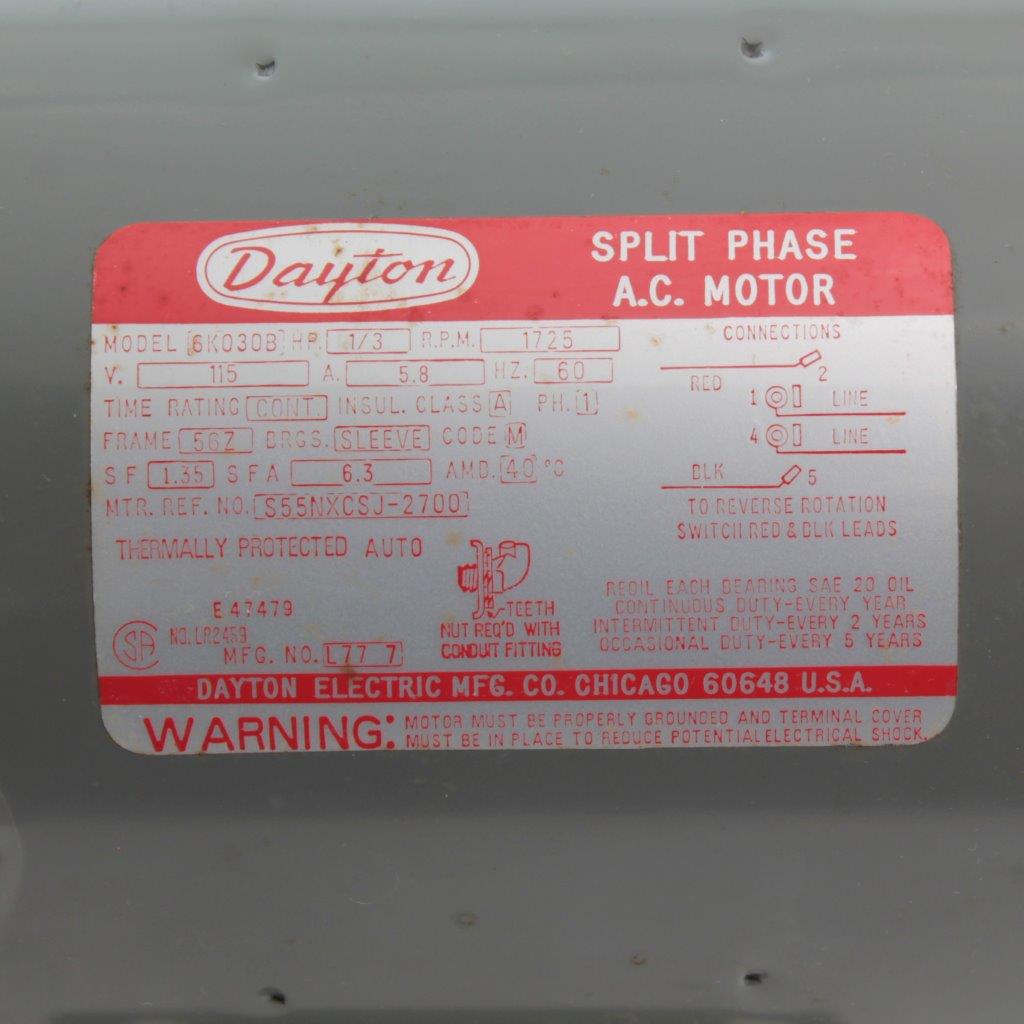 Dayton
SPLIT PHASE
A.C. MOTOR
MODEL 6K030B HP. 1/3 R.P.M. 1725
V. 115 A. 5.8 HZ. 60
TIME RATING CONT. INSUL. CLASS A PH. 1
FRAME 56Z BRGS. SLEEVE CODE M
SF 1.35 SFA 6.3 AMB. 40 °C
MTR. REF. NO. S55NXCSJ-2700
THERMALLY PROTECTED AUTO
E47479
SA
NO. LR2459
MFG. NO. L77 7
TEETH
NUT REQ'D WITH
CONDUIT FITTING
CONNECTIONS
RED 2
1 LINE
4 LINE
BLK 5
TO REVERSE ROTATION
SWITCH RED & BLK LEADS
REOIL EACH BEARING SAE 20 OIL
CONTINUOUS DUTY-EVERY YEAR
INTERMITTENT DUTY-EVERY 2 YEARS
OCCASIONAL DUTY-EVERY 5 YEARS
DAYTON ELECTRIC MFG. CO. CHICAGO 60648 U.S.A.
WARNING: MOTOR MUST BE PROPERLY GROUNDED AND TERMINAL COVER
MUST BE IN PLACE TO REDUCE POTENTIAL ELECTRICAL SHOCK.